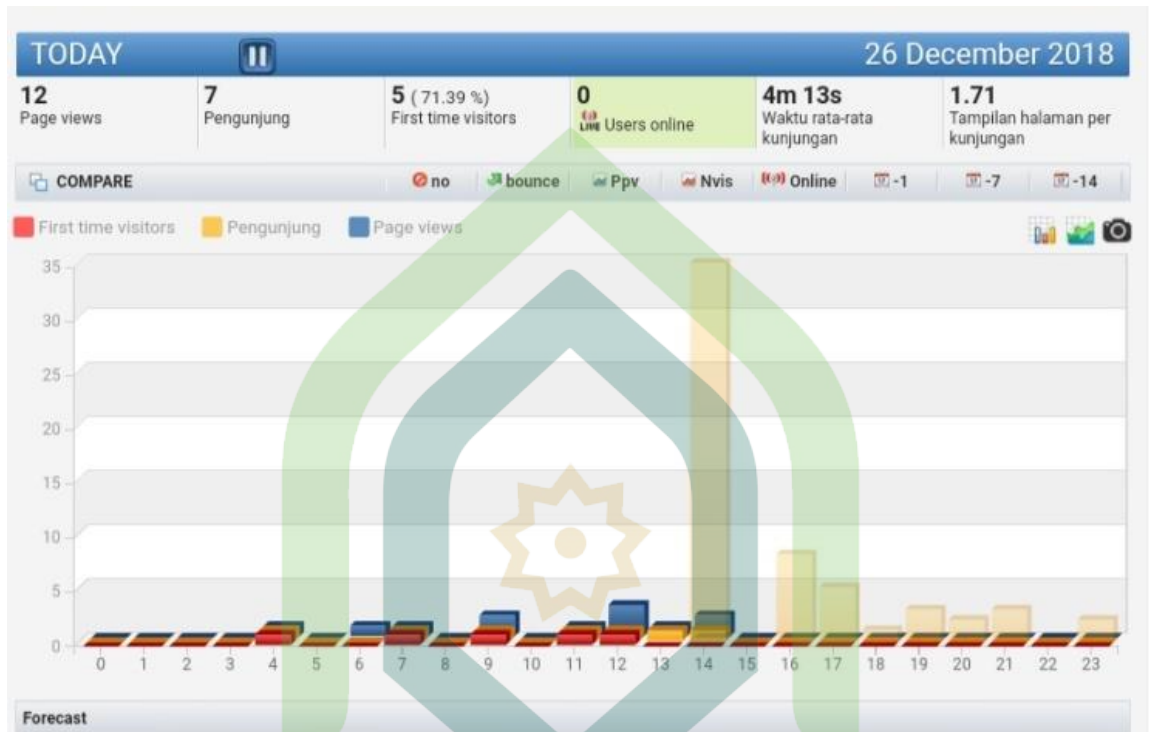 TODAY 26 December 2018
12 7 5 ( 71.39 %) 0 4m 13s 1.71
Page views Pengunjung First time visitors LIVE Users online Waktu rata-rata kunjungan Tampilan halaman per kunjungan
COMPARE no bounce Ppv Nvis Online -1 -7 -14
First time visitors Pengunjung Page views
35
30
25
20
15
10
5
0
0 1 2 3 4 5 6 7 8 9 10 11 12 13 14 15 16 17 18 19 20 21 22 23
Forecast